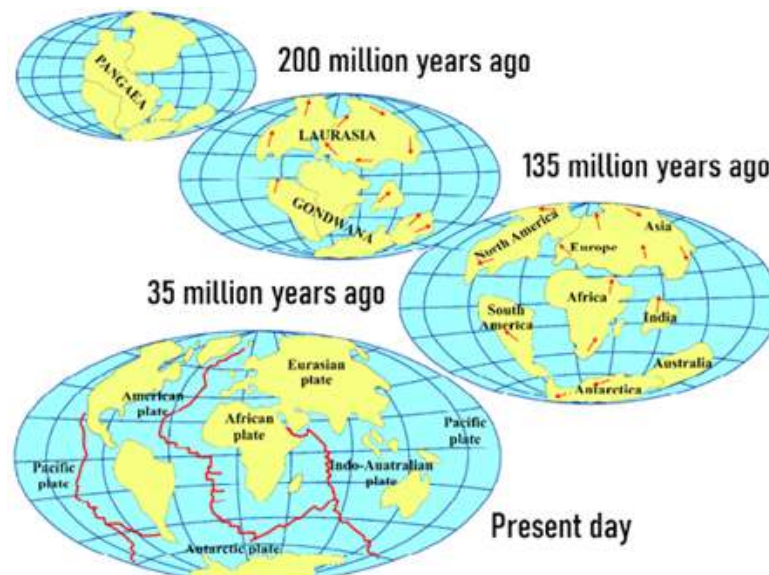 PANGAEA
200 million years ago
LAURASIA
GONDWANA
135 million years ago
North America
Europe
Asia
Africa
South
America
India
Australia
Antarctica
35 million years ago
Eurasian
plate
American
plate
African
plate
Pacific
plate
Pacific
plate
Indo-Auatralian
plate
Autarctic plate
Present day